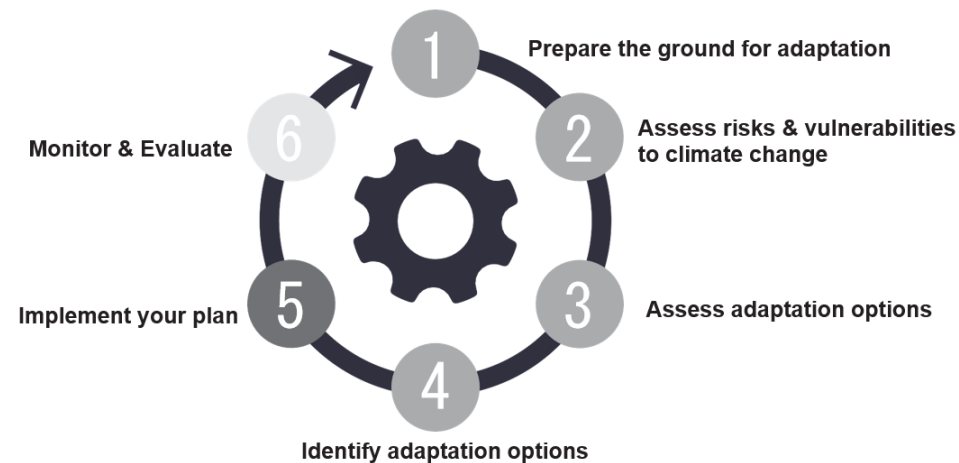 1
Prepare the ground for adaptation
2
Assess risks & vulnerabilities
to climate change
3
Assess adaptation options
4
Identify adaptation options
5
Implement your plan
6
Monitor & Evaluate